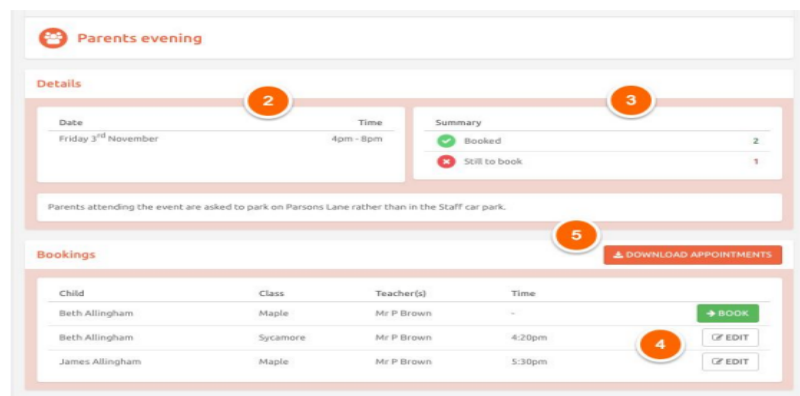 Parents evening
Details
2
3
Date Time
Friday 3rd November 4pm - 8pm
Summary
Booked 2
Still to book 1
Parents attending the event are asked to park on Parsons Lane rather than in the Staff car park.
5
Bookings
DOWNLOAD APPOINTMENTS
Child Class Teacher(s) Time
Beth Allingham Maple Mr P Brown - BOOK
Beth Allingham Sycamore Mr P Brown 4:20pm EDIT
4
James Allingham Maple Mr P Brown 5:30pm EDIT